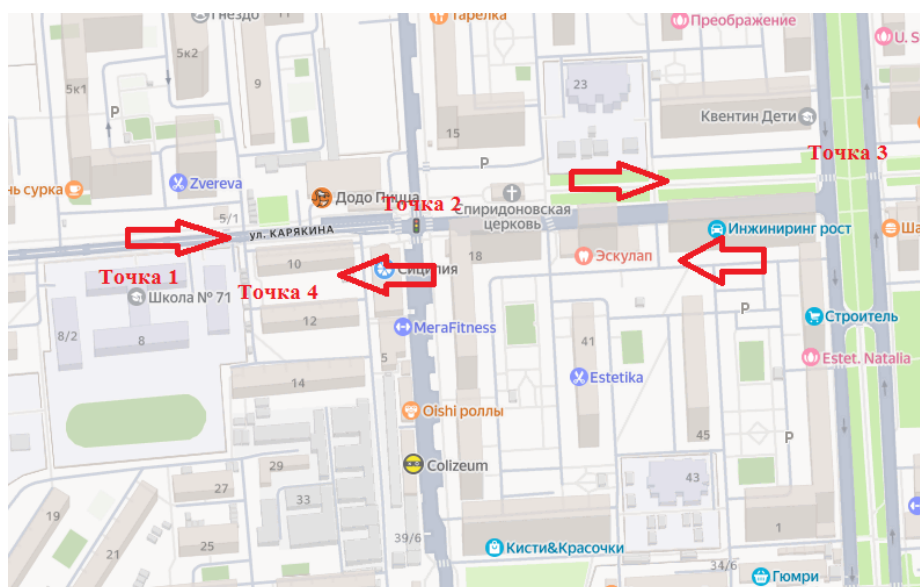 Гнездо
11
Тарелка
Преображение
U. S
5к2
5к1
9
23
Квентин Дети
P
15
P
Точка 3
нь сурка
Zvereva
Додо Пицца
Точка 2
Спиридоновская
церковь
5/1
ул. КАРЯКИНА
Инжиниринг рост
Ша
10
Сицилия
18
Эскулап
Точка 1
Точка 4
Школа № 71
12
MeraFitness
P
Строитель
8/2
8
41
5
Estet. Natalia
14
Estetika
Oishi роллы
45
P
Colizeum
29
27
33
43
19
21
25
39/6
1
Кисти&Красочки
34/6
Гюмри